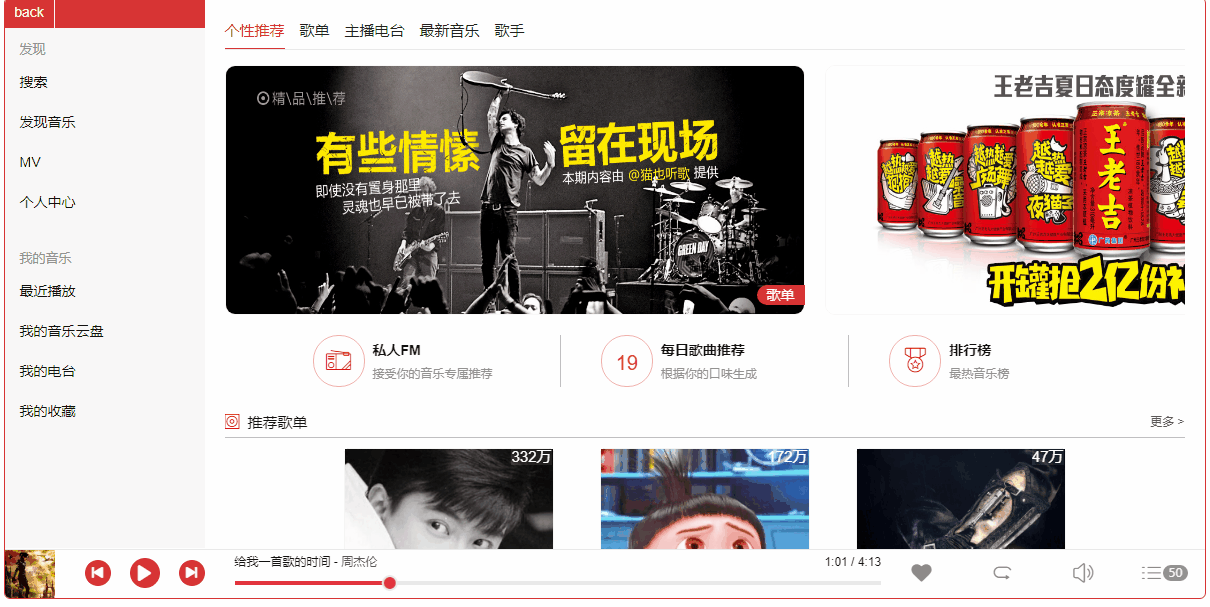 back
发现
搜索
发现音乐
MV
个人中心
我的音乐
最近播放
我的音乐云盘
我的电台
我的收藏
个性推荐 歌单 主播电台 最新音乐 歌手
精\品\推\荐
有些情愫 留在现场
即使没有置身那里
灵魂也早已被带了去
本期内容由 @猫也听歌 提供
GREEN DAY
歌单
王老吉夏日态度罐全新
越热越爱
夜猫子
王老吉
开罐抢2亿份礼
私人FM
接受你的音乐专属推荐
19
每日歌曲推荐
根据你的口味生成
排行榜
最热音乐榜
推荐歌单
更多 >
332万
172万
47万
给我一首歌的时间 - 周杰伦
1:01 / 4:13
50